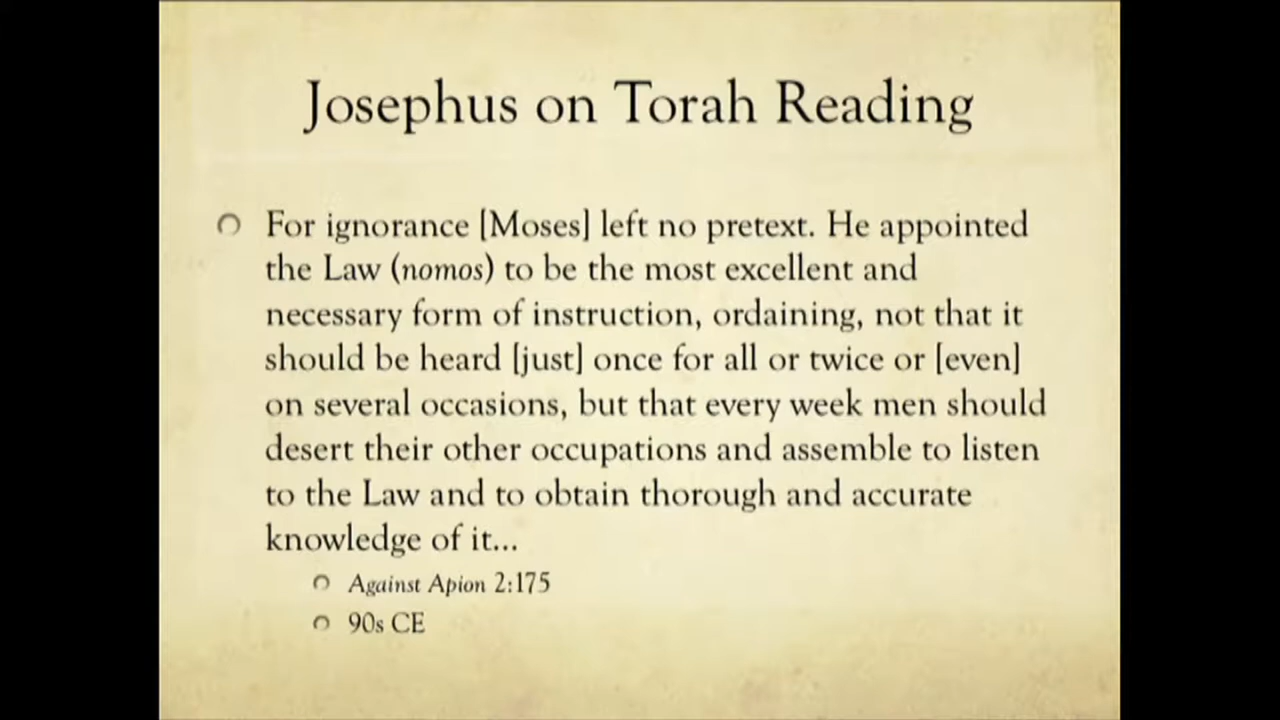 Josephus on Torah Reading
For ignorance [Moses] left no pretext. He appointed
the Law (nomos) to be the most excellent and
necessary form of instruction, ordaining, not that it
should be heard [just] once for all or twice or [even]
on several occasions, but that every week men should
desert their other occupations and assemble to listen
to the Law and to obtain thorough and accurate
knowledge of it...
Against Apion 2:175
90s CE